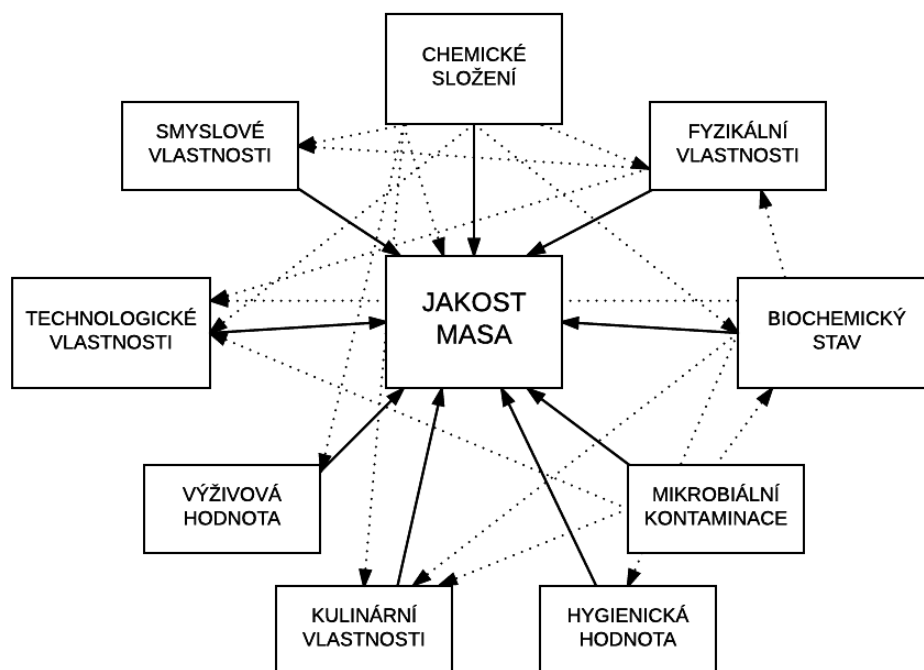 CHEMICKÉ
SLOŽENÍ
SMYSLOVÉ
VLASTNOSTI
FYZIKÁLNÍ
VLASTNOSTI
JAKOST
MASA
TECHNOLOGICKÉ
VLASTNOSTI
BIOCHEMICKÝ
STAV
VÝŽIVOVÁ
HODNOTA
MIKROBIÁLNÍ
KONTAMINACE
KULINÁRNÍ
VLASTNOSTI
HYGIENICKÁ
HODNOTA